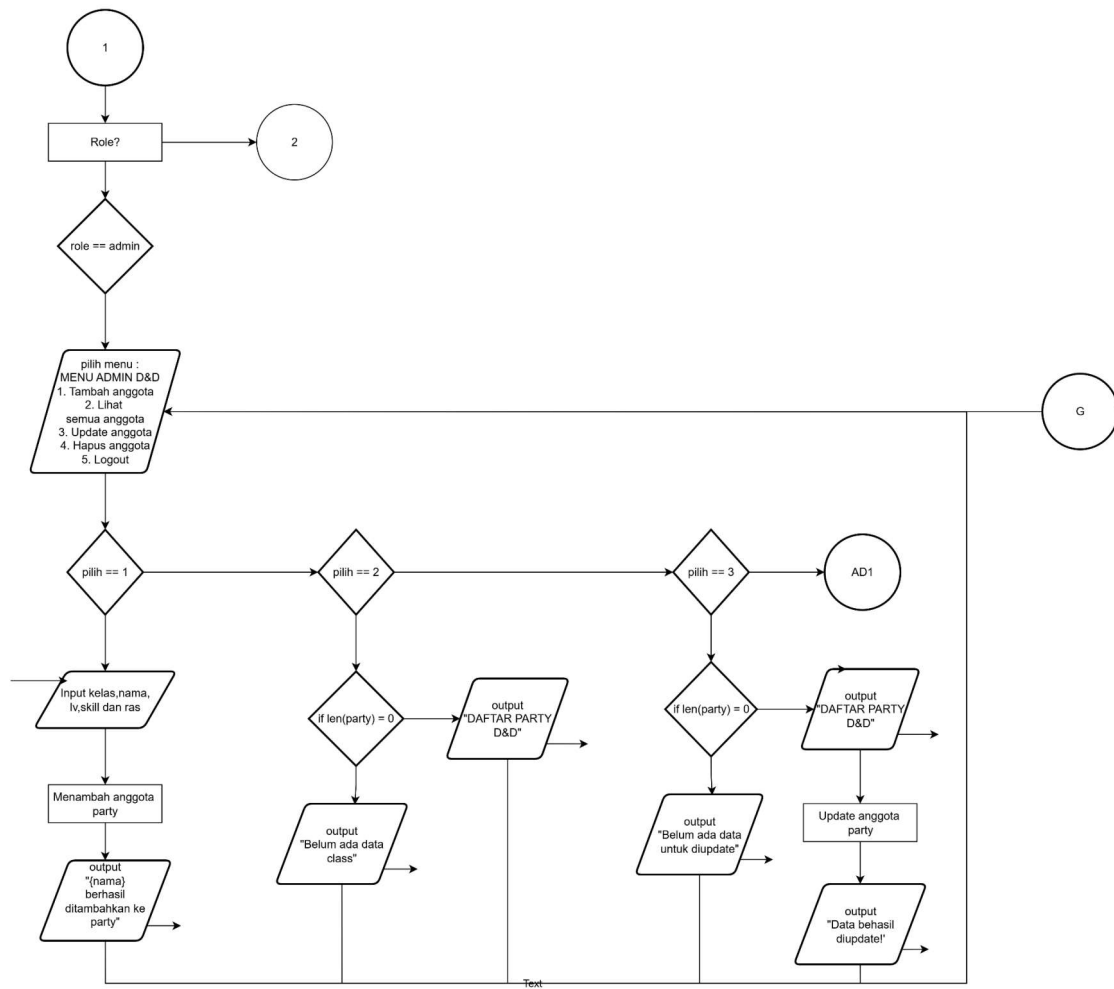 1
Role?
2
role == admin
pilih menu :
MENU ADMIN D&D
1. Tambah anggota
2. Lihat
semua anggota
3. Update anggota
4. Hapus anggota
5. Logout
G
pilih == 1
pilih == 2
pilih == 3
AD1
Input kelas,nama,
lv,skill dan ras
if len(party) = 0
output
"DAFTAR PARTY
D&D"
if len(party) = 0
output
"DAFTAR PARTY
D&D"
Menambah anggota
party
output
"Belum ada data
class"
output
"Belum ada data
untuk diupdate"
Update anggota
party
output
"{nama}
berhasil
ditambahkan ke
party"
output
"Data behasil
diupdate!'
Text